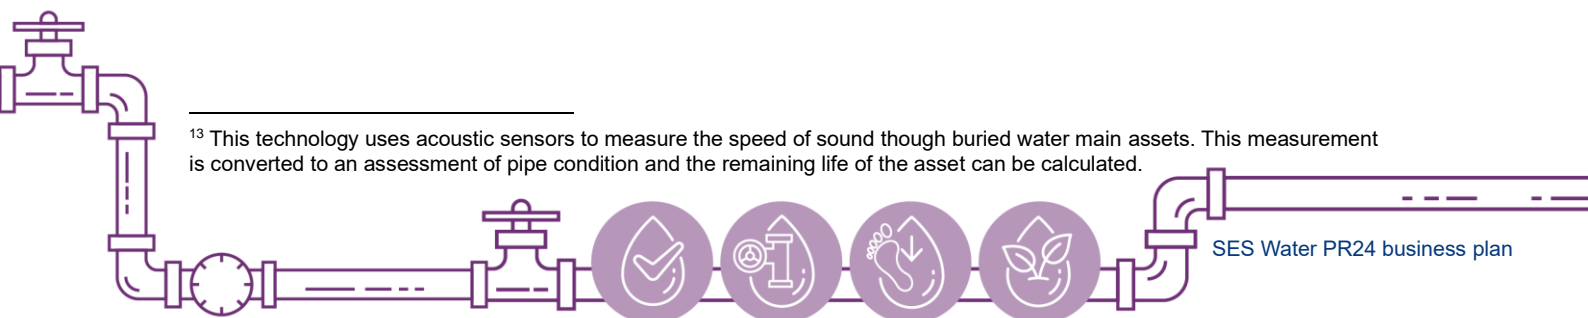 13 This technology uses acoustic sensors to measure the speed of sound though buried water main assets. This measurement
is converted to an assessment of pipe condition and the remaining life of the asset can be calculated.
SES Water PR24 business plan